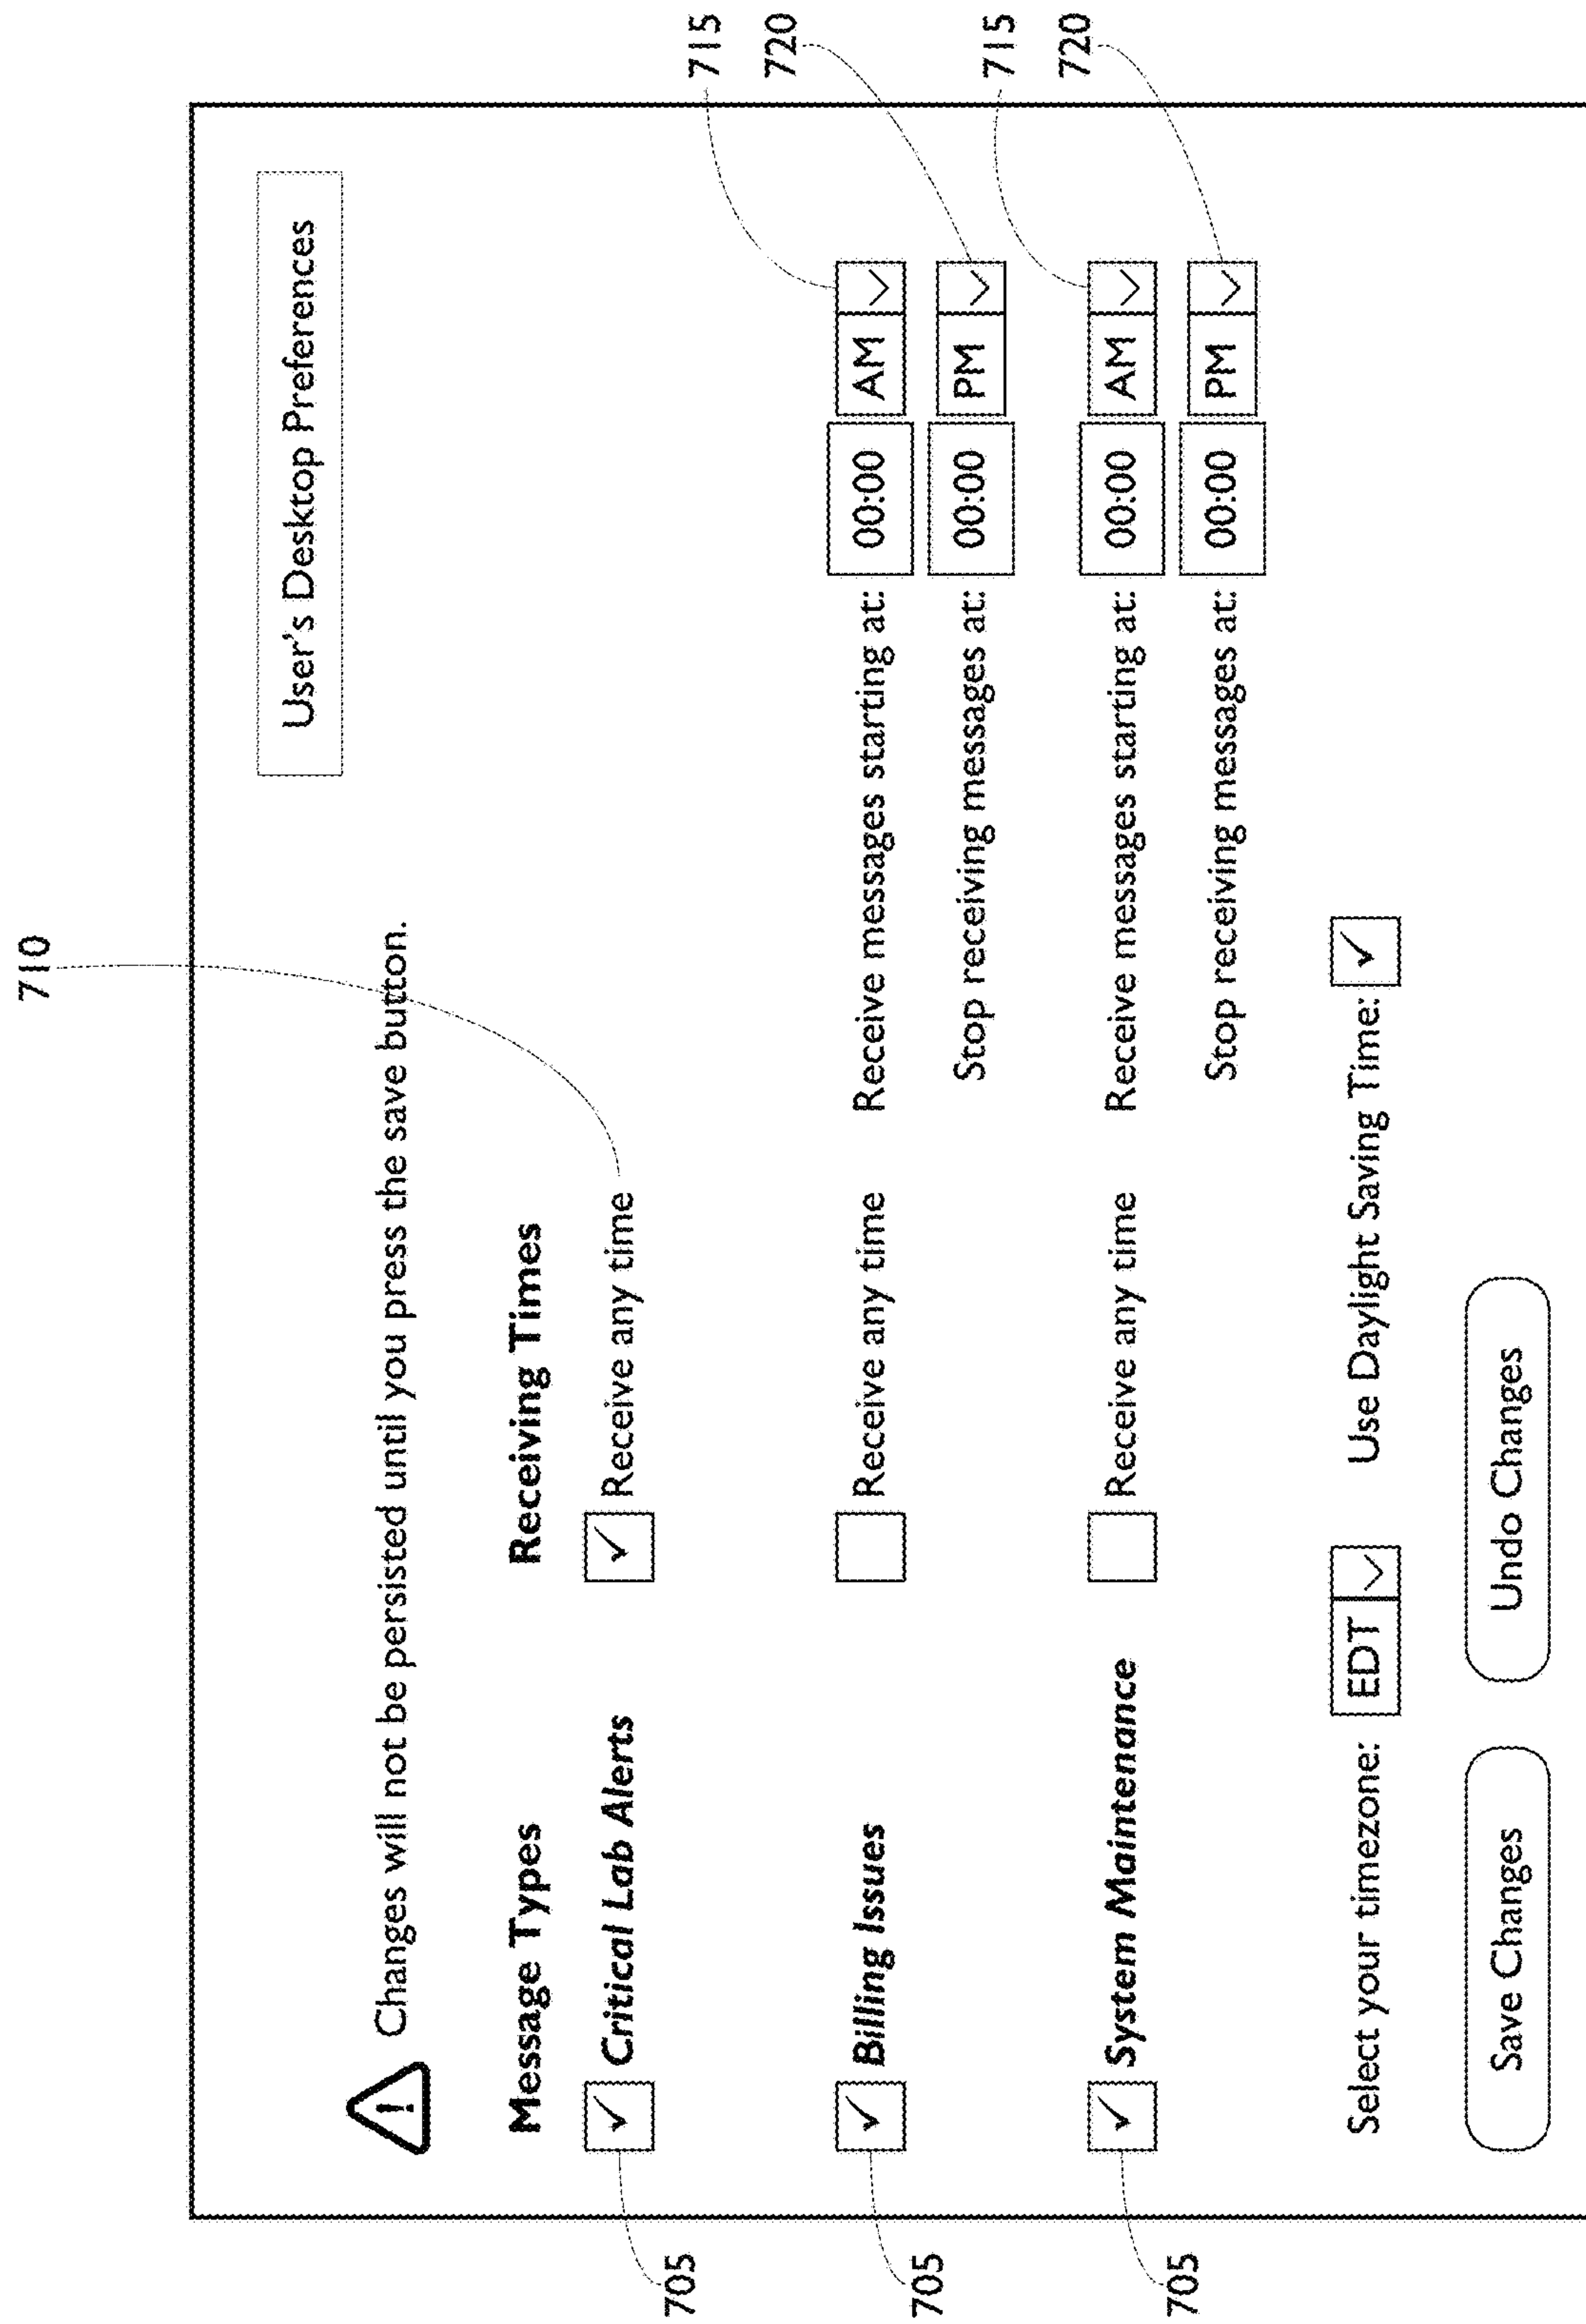 710
User's Desktop Preferences
Changes will not be persisted until you press the save button.
Message Types Receiving Times
705 ✓ Critical Lab Alerts ✓ Receive any time
715
720
705 ✓ Billing Issues Receive any time Receive messages starting at: 00:00 AM
Stop receiving messages at: 00:00 PM
715
720
705 ✓ System Maintenance Receive any time Receive messages starting at: 00:00 AM
Stop receiving messages at: 00:00 PM
Select your timezone: EDT Use Daylight Saving Time: ✓
Save Changes Undo Changes